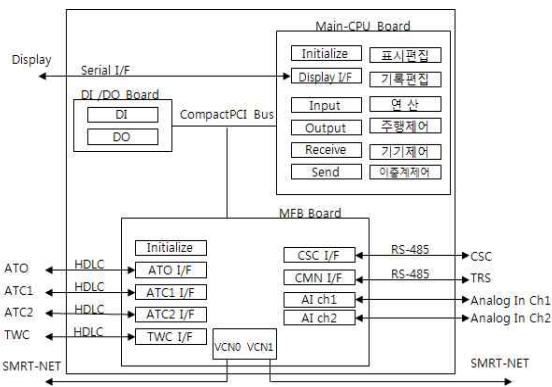 Main-CPU Board
Initialize 표시편집
Display
Serial I/F
Display I/F 기록편집
DI /DO Board
DI
DO
CompactPCI Bus
Input 연 산
Output 주행제어
Receive 기기제어
Send 이중계제어
MFB Board
Initialize
CSC I/F RS-485 CSC
ATO HDLC ATO I/F
CMN I/F RS-485 TRS
ATC1 HDLC ATC1 I/F
AI ch1 Analog In Ch1
ATC2 HDLC ATC2 I/F
AI ch2 Analog In Ch2
TWC HDLC TWC I/F
VCN0 VCN1
SMRT-NET SMRT-NET